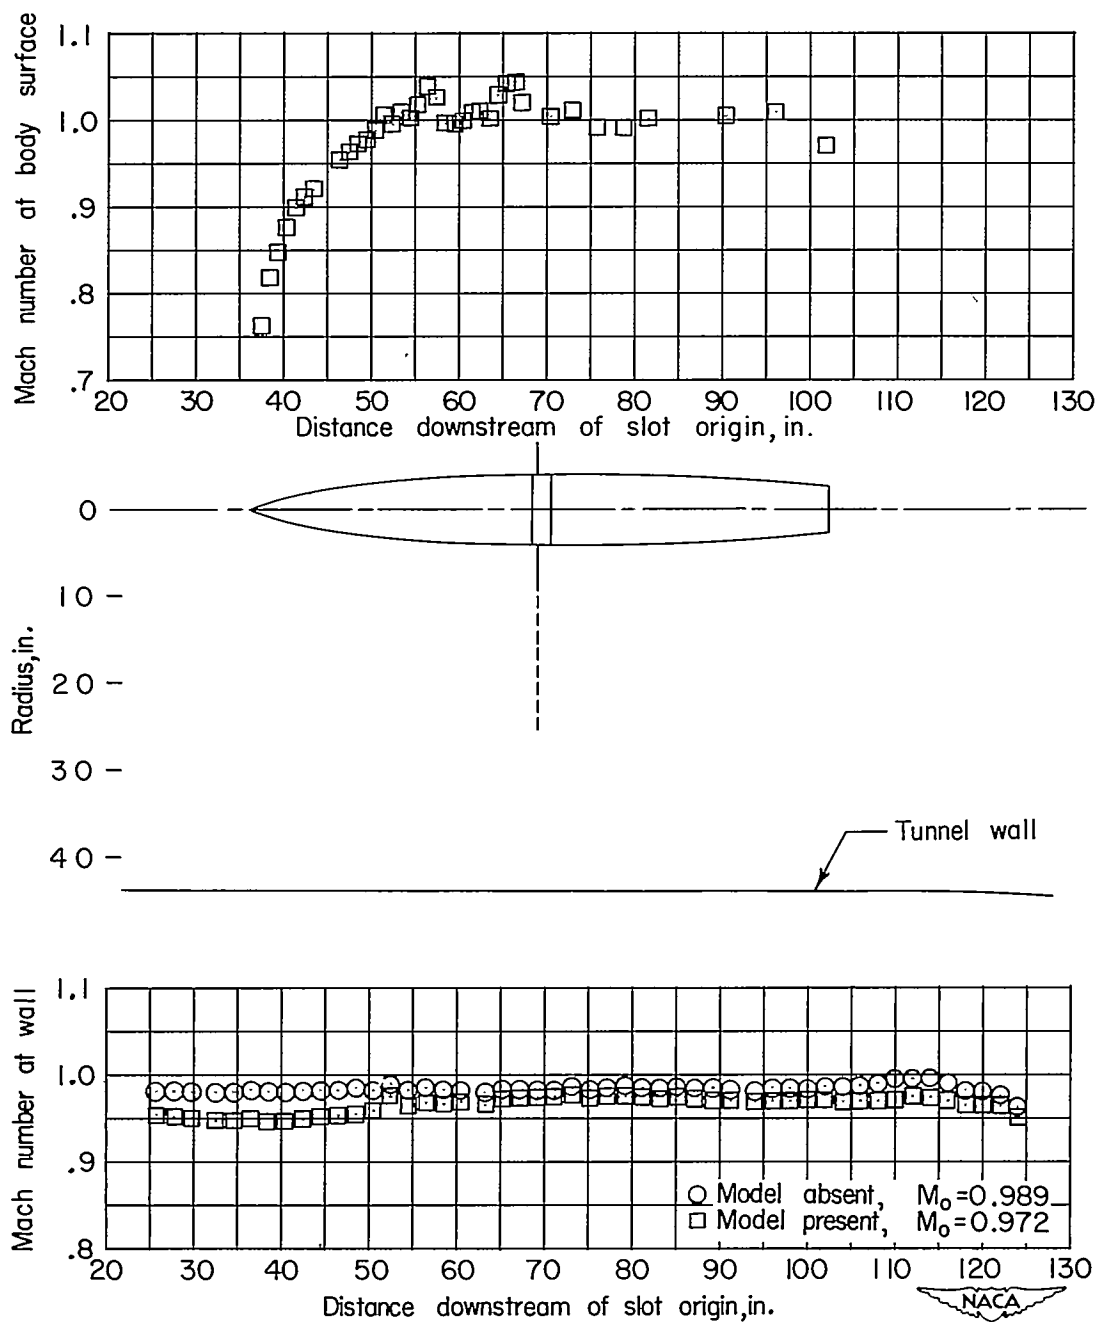 Mach number at body surface
1.1
1.0
.9
.8
.7
20 30 40 50 60 70 80 90 100 110 120 130
Distance downstream of slot origin, in.
Radius, in.
0
10
20
30
40
Tunnel wall
Mach number at wall
1.1
1.0
.9
.8
Model absent, Mo=0.989
Model present, Mo=0.972
20 30 40 50 60 70 80 90 100 110 120 130
Distance downstream of slot origin, in.
NACA